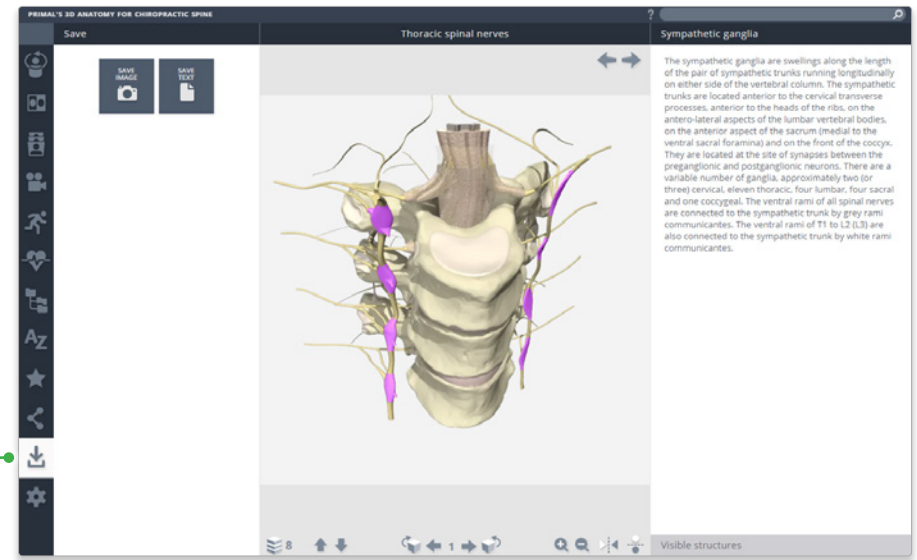 PRIMAL'S 3D ANATOMY FOR CHIROPRACTIC SPINE
?
Save
Thoracic spinal nerves
Sympathetic ganglia
SAVE
IMAGE
SAVE
TEXT
The sympathetic ganglia are swellings along the length
of the pair of sympathetic trunks running longitudinally
on either side of the vertebral column. The sympathetic
trunks are located anterior to the cervical transverse
processes, anterior to the heads of the ribs, on the
antero-lateral aspects of the lumbar vertebral bodies,
on the anterior aspect of the sacrum (medial to the
ventral sacral foramina) and on the front of the coccyx.
They are located at the site of synapses between the
preganglionic and postganglionic neurons. There are a
variable number of ganglia, approximately two (or
three) cervical, eleven thoracic, four lumbar, four sacral
and one coccygeal. The ventral rami of all spinal nerves
are connected to the sympathetic trunk by grey rami
communicantes. The ventral rami of T1 to L2 (L3) are
also connected to the sympathetic trunk by white rami
communicantes.
AZ
8
1
Visible structures